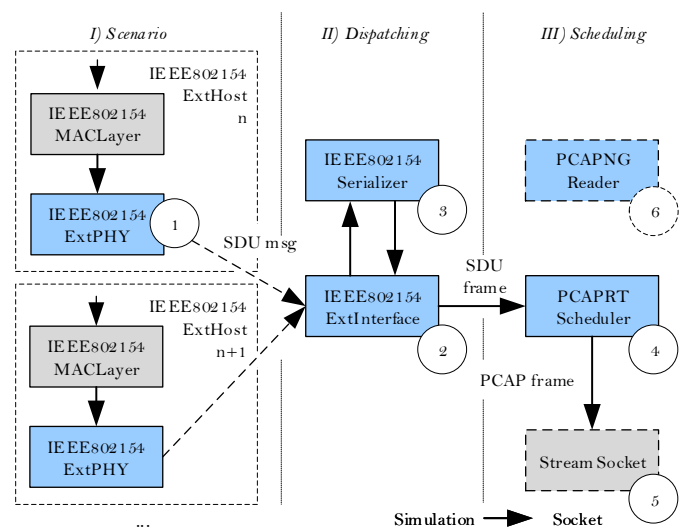 I) Scenario
II) Dispatching
III) Scheduling
IEEE802154
ExtHost
n
IEEE802154
MACLayer
IEEE802154
ExtPHY
1
SDU msg
IEEE802154
ExtHost
n+1
IEEE802154
MACLayer
IEEE802154
ExtPHY
...
IEEE802154
Serializer
3
IEEE802154
ExtInterface
2
SDU
frame
PCAPNG
Reader
6
PCAPRT
Scheduler
4
PCAP frame
Stream Socket
5
Simulation
Socket